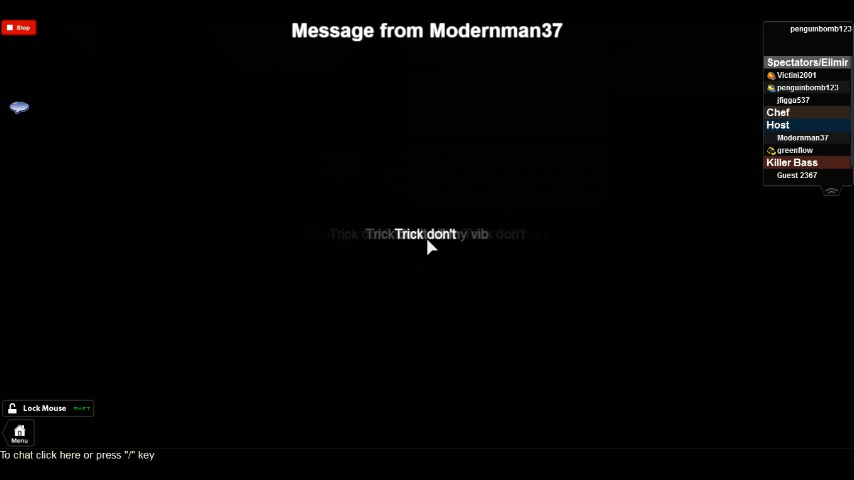 Message from Modernman37
Stop
penguinbomb123
Spectators/Elimir
Victini2001
penguinbomb123
jfigga537
Chef
Host
Modernman37
greenflow
Killer Bass
Guest 2367
Trick don't
Lock Mouse SHIFT
Menu
To chat click here or press "/" key